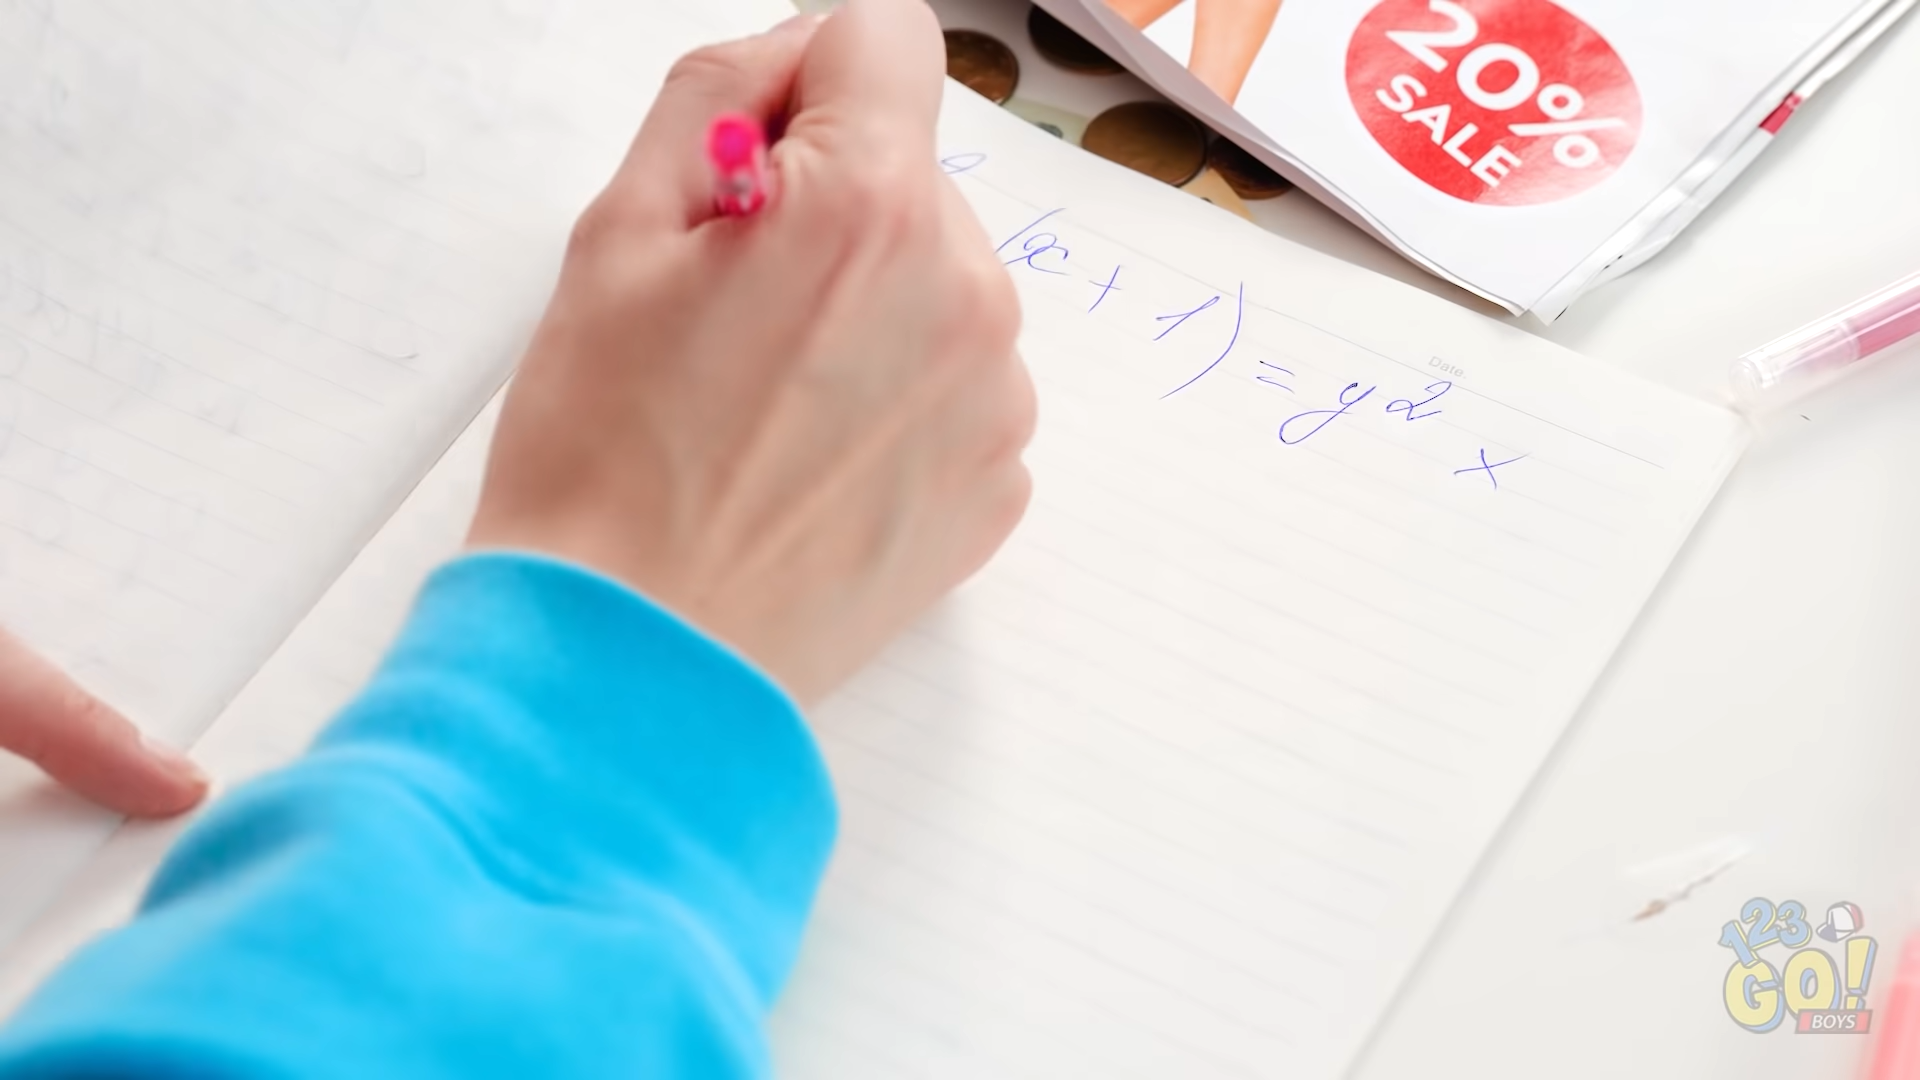 20%
SALE
(x + 1) = y2
x
Date.
123
GO!
BOYS